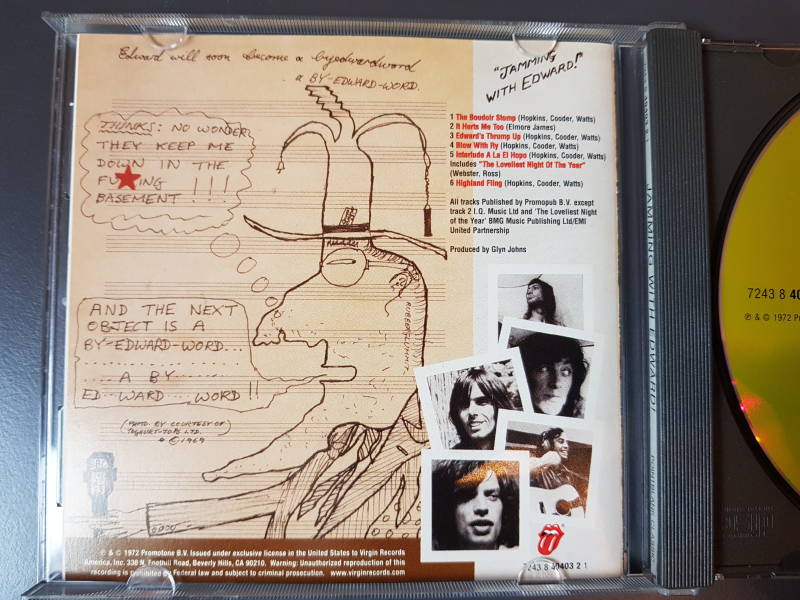 Edward will soon become a byedwardword
a BY-EDWARD-WORD.
THINKS: NO WONDER
THEY KEEP ME
DOWN IN THE
FU★ING
BASEMENT!!!
AND THE NEXT
OBJECT IS A
BY-EDWARD-WORD...
...A BY......
ED...WARD....WORD!!
(PHOTO. BY COURTESY OF
LTD.
© 1969
℗ & © 1972 Promotone B.V. Issued under exclusive license in the United States to Virgin Records
America, Inc. 338 N. Foothill Road, Beverly Hills, CA 90210. Warning: Unauthorized reproduction of this
recording is prohibited by Federal law and subject to criminal prosecution. www.virginrecords.com
"JAMMING
WITH EDWARD!"
1 The Boudoir Stomp (Hopkins, Cooder, Watts)
2 It Hurts Me Too (Elmore James)
3 Edward's Thrump Up (Hopkins, Cooder, Watts)
4 Blow With Ry (Hopkins, Cooder, Watts)
5 Interlude A La El Hopo (Hopkins, Cooder, Watts)
Includes "The Loveliest Night Of The Year"
(Webster, Ross)
6 Highland Fling (Hopkins, Cooder, Watts)
All tracks Published by Promopub B.V. except
track 2 I.Q. Music Ltd and 'The Loveliest Night
of the Year' BMG Music Publishing Ltd/EMI
United Partnership
Produced by Glyn Johns
7243 8 40403 2 1
JAMMING WITH EDWARD!
7243 8 40
℗ & © 1972 Promo